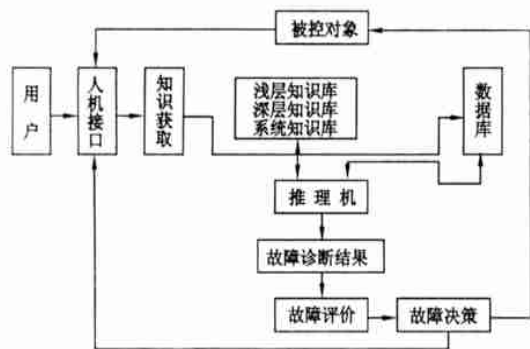 被控对象
用户
人机接口
知识获取
浅层知识库
深层知识库
系统知识库
数据库
推理机
故障诊断结果
故障评价
故障决策